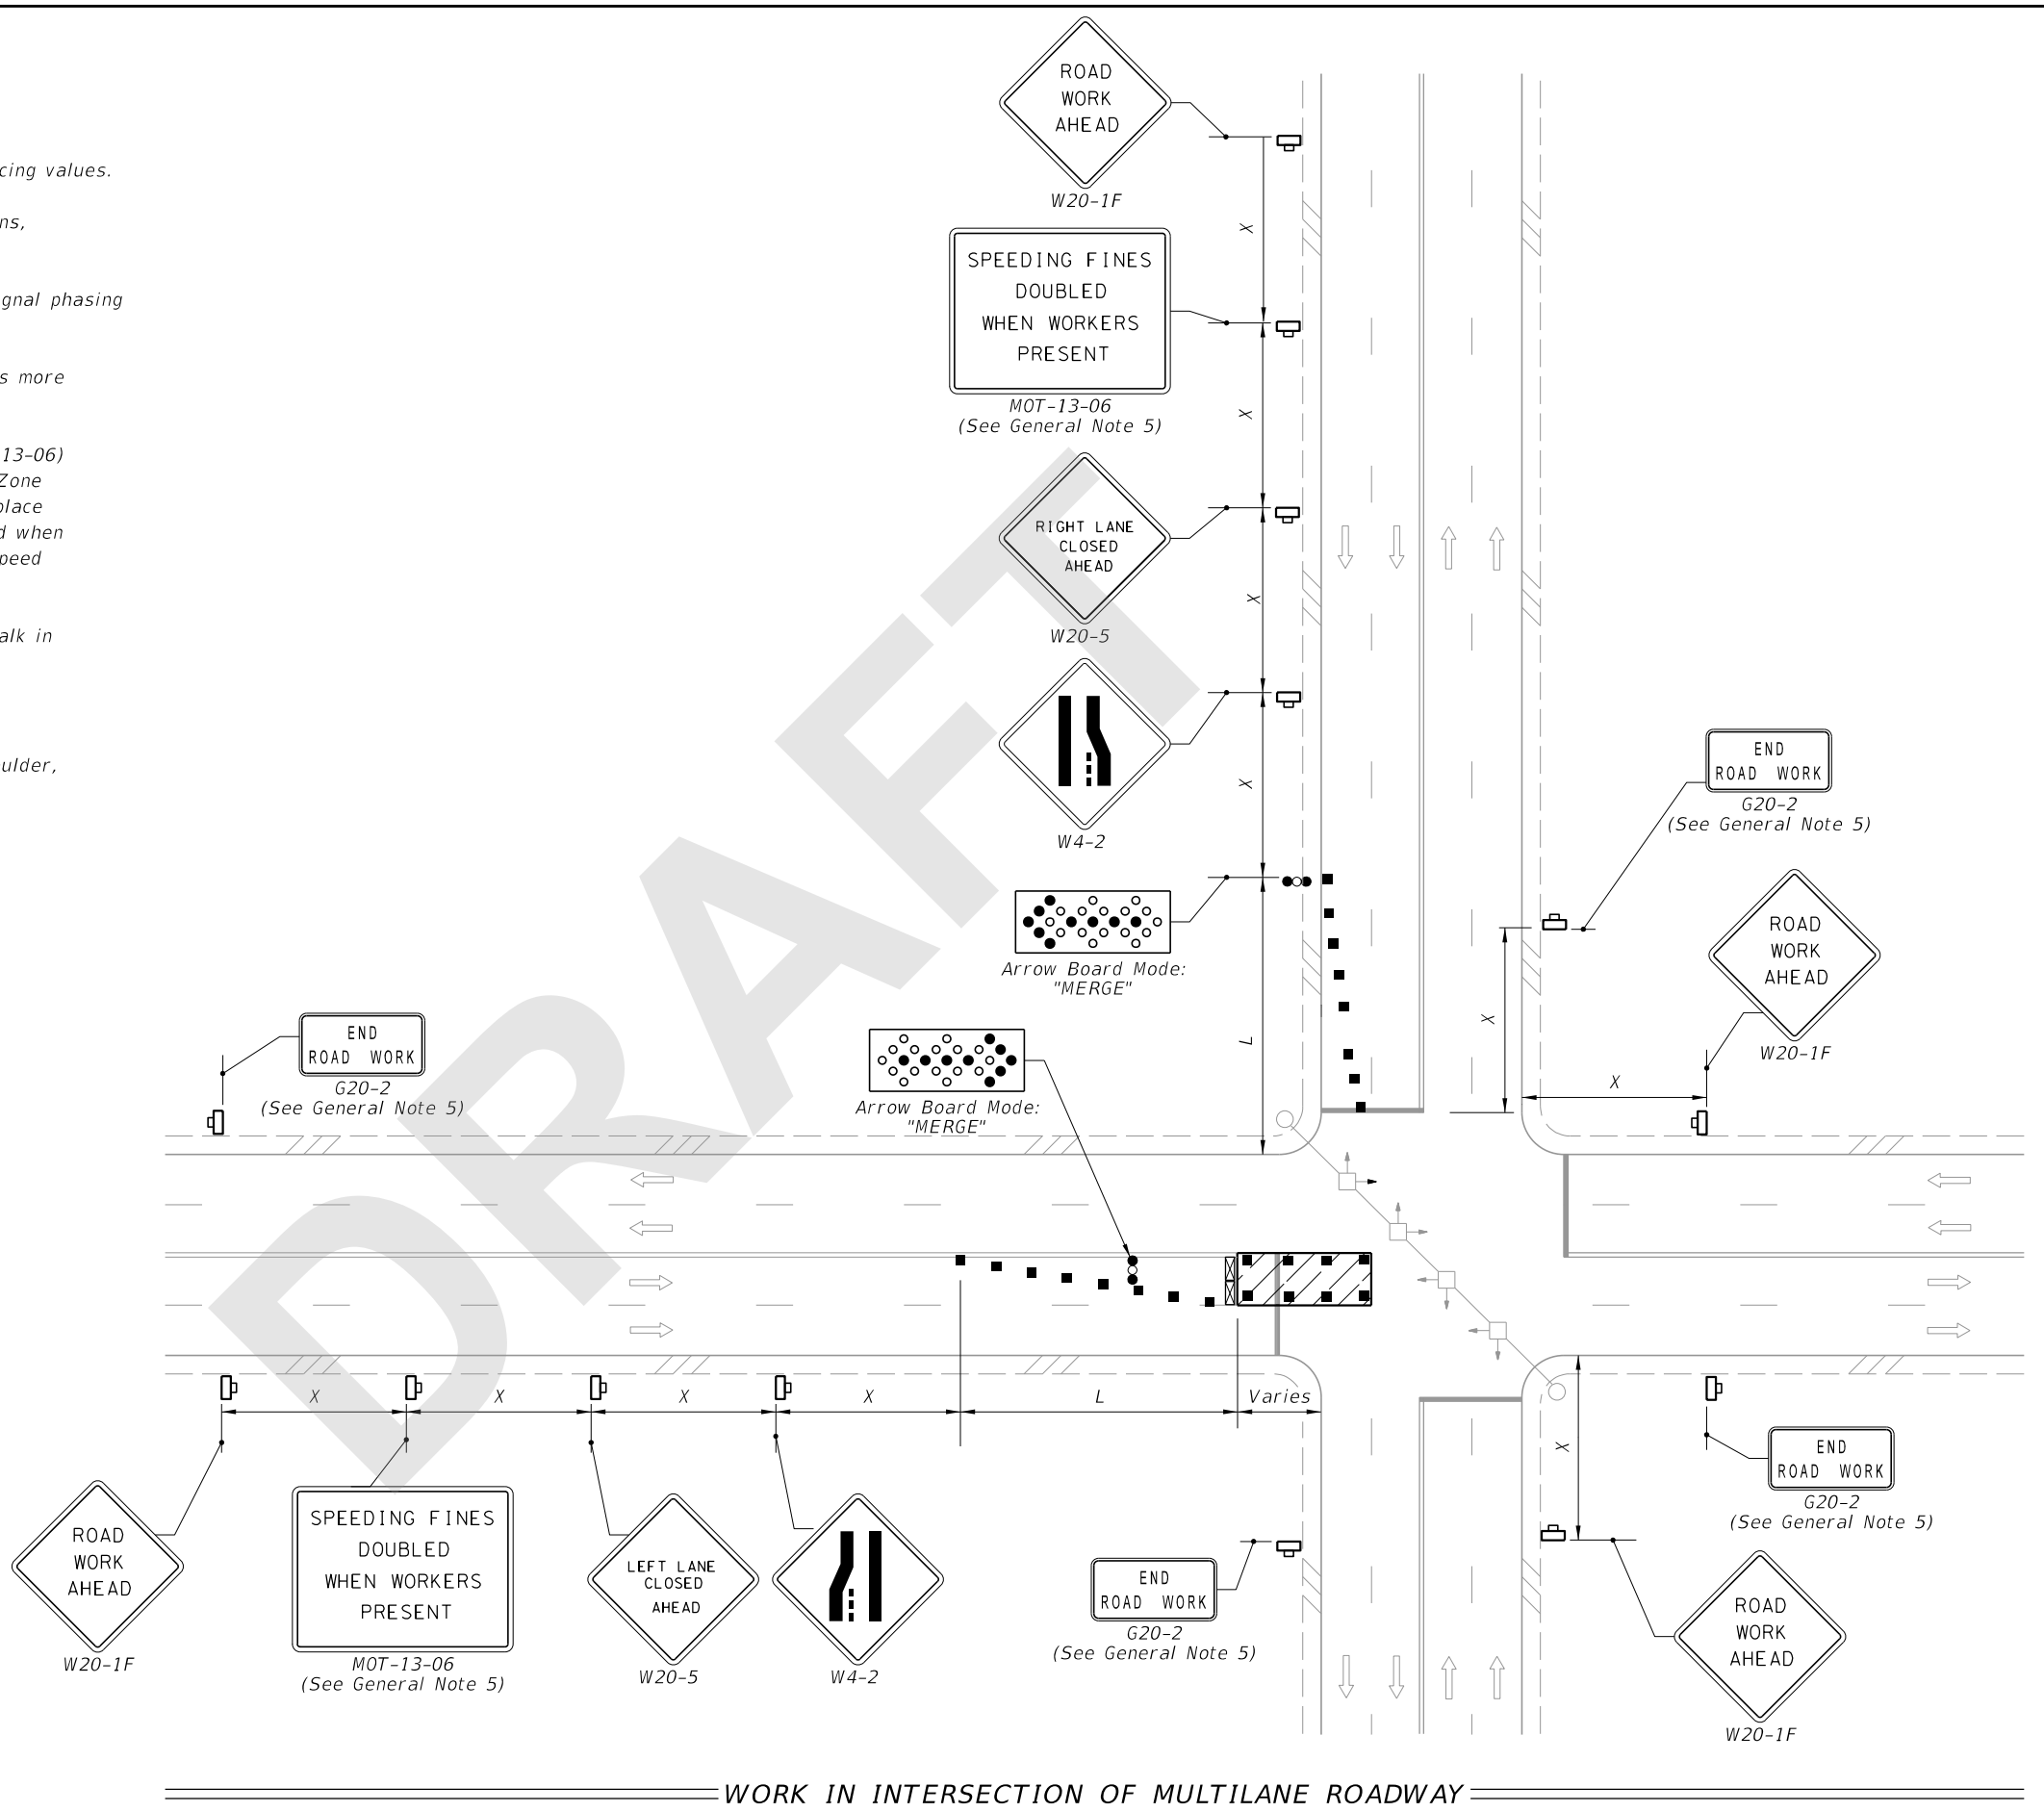 cing values.
ns,
gnal phasing
s more
13-06)
Zone
place
d when
peed
alk in
ulder,
ROAD
WORK
AHEAD
W20-1F
SPEEDING FINES
DOUBLED
WHEN WORKERS
PRESENT
MOT-13-06
(See General Note 5)
RIGHT LANE
CLOSED
AHEAD
W20-5
W4-2
Arrow Board Mode:
"MERGE"
X
X
X
X
L
END
ROAD WORK
G20-2
(See General Note 5)
ROAD
WORK
AHEAD
W20-1F
X
X
END
ROAD WORK
G20-2
(See General Note 5)
Arrow Board Mode:
"MERGE"
DRAFT
X
X
X
X
L
Varies
X
ROAD
WORK
AHEAD
W20-1F
SPEEDING FINES
DOUBLED
WHEN WORKERS
PRESENT
MOT-13-06
(See General Note 5)
LEFT LANE
CLOSED
AHEAD
W20-5
W4-2
END
ROAD WORK
G20-2
(See General Note 5)
END
ROAD WORK
G20-2
(See General Note 5)
ROAD
WORK
AHEAD
W20-1F
WORK IN INTERSECTION OF MULTILANE ROADWAY